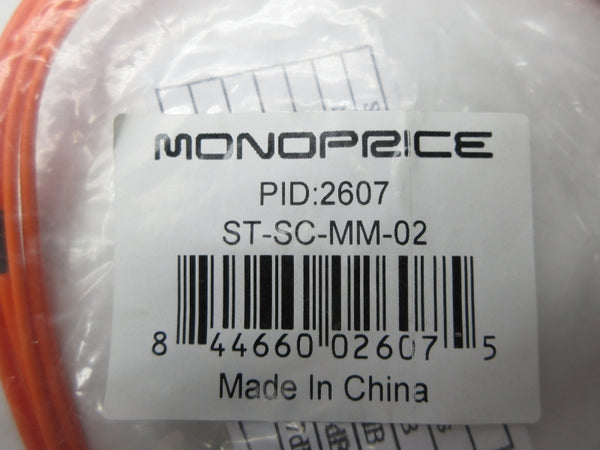 MONOPRICE
PID:2607
ST-SC-MM-02
8 44660 02607 5
Made In China